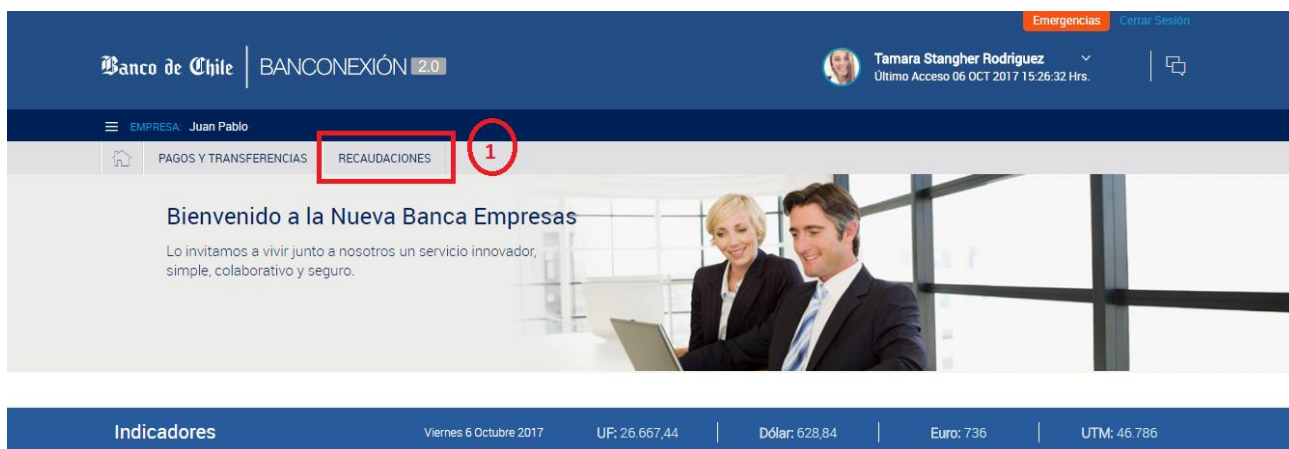 Emergencias Cerrar Sesión
Banco de Chile BANCONEXIÓN 2.0
Tamara Stangher Rodriguez
Último Acceso 06 OCT 2017 15:26:32 Hrs.
EMPRESA: Juan Pablo
PAGOS Y TRANSFERENCIAS RECAUDACIONES 1
Bienvenido a la Nueva Banca Empresas
Lo invitamos a vivir junto a nosotros un servicio innovador,
simple, colaborativo y seguro.
Indicadores Viernes 6 Octubre 2017 UF: 26.667,44 Dólar: 628,84 Euro: 736 UTM: 46.786